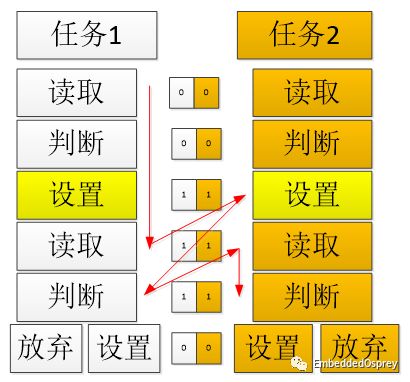 任务1 任务2
读取 0 0 读取
判断 0 0 判断
设置 1 1 设置
读取 1 1 读取
判断 1 1 判断
放弃 设置 0 0 设置 放弃
EmbeddedOsprey